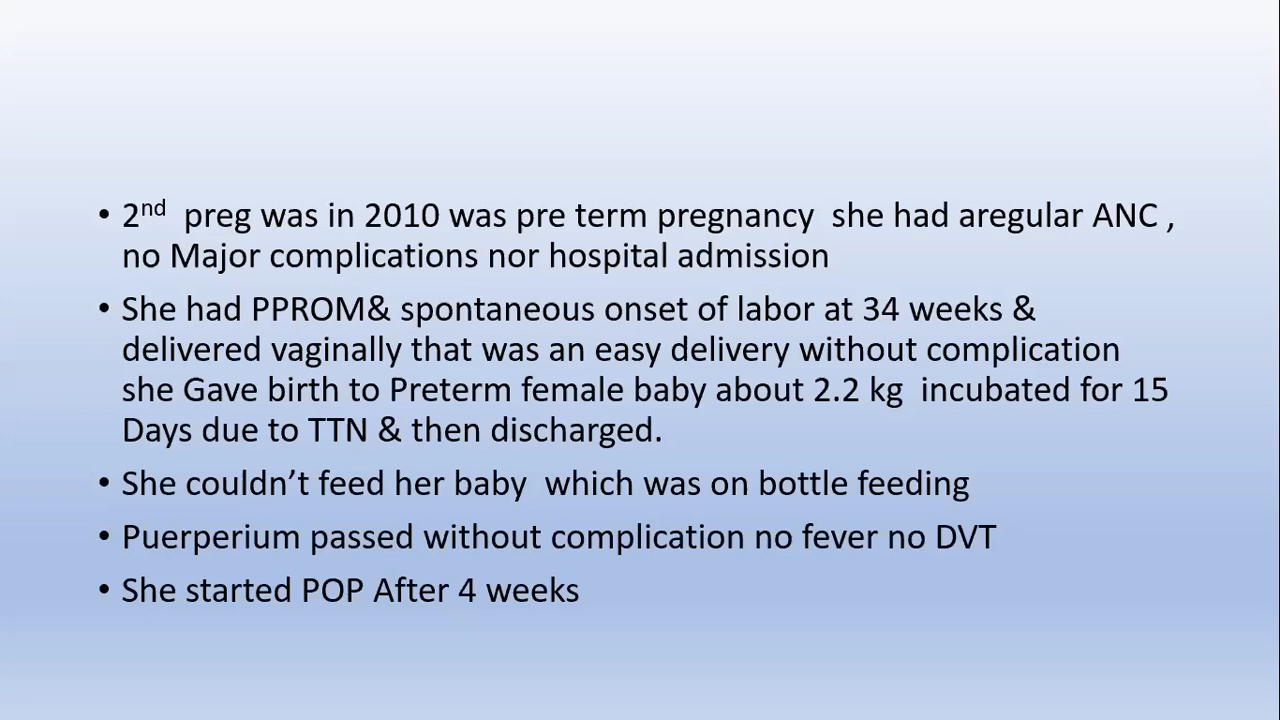 • 2nd preg was in 2010 was pre term pregnancy she had aregular ANC ,
no Major complications nor hospital admission
• She had PPROM& spontaneous onset of labor at 34 weeks &
delivered vaginally that was an easy delivery without complication
she Gave birth to Preterm female baby about 2.2 kg incubated for 15
Days due to TTN & then discharged.
• She couldn’t feed her baby which was on bottle feeding
• Puerperium passed without complication no fever no DVT
• She started POP After 4 weeks